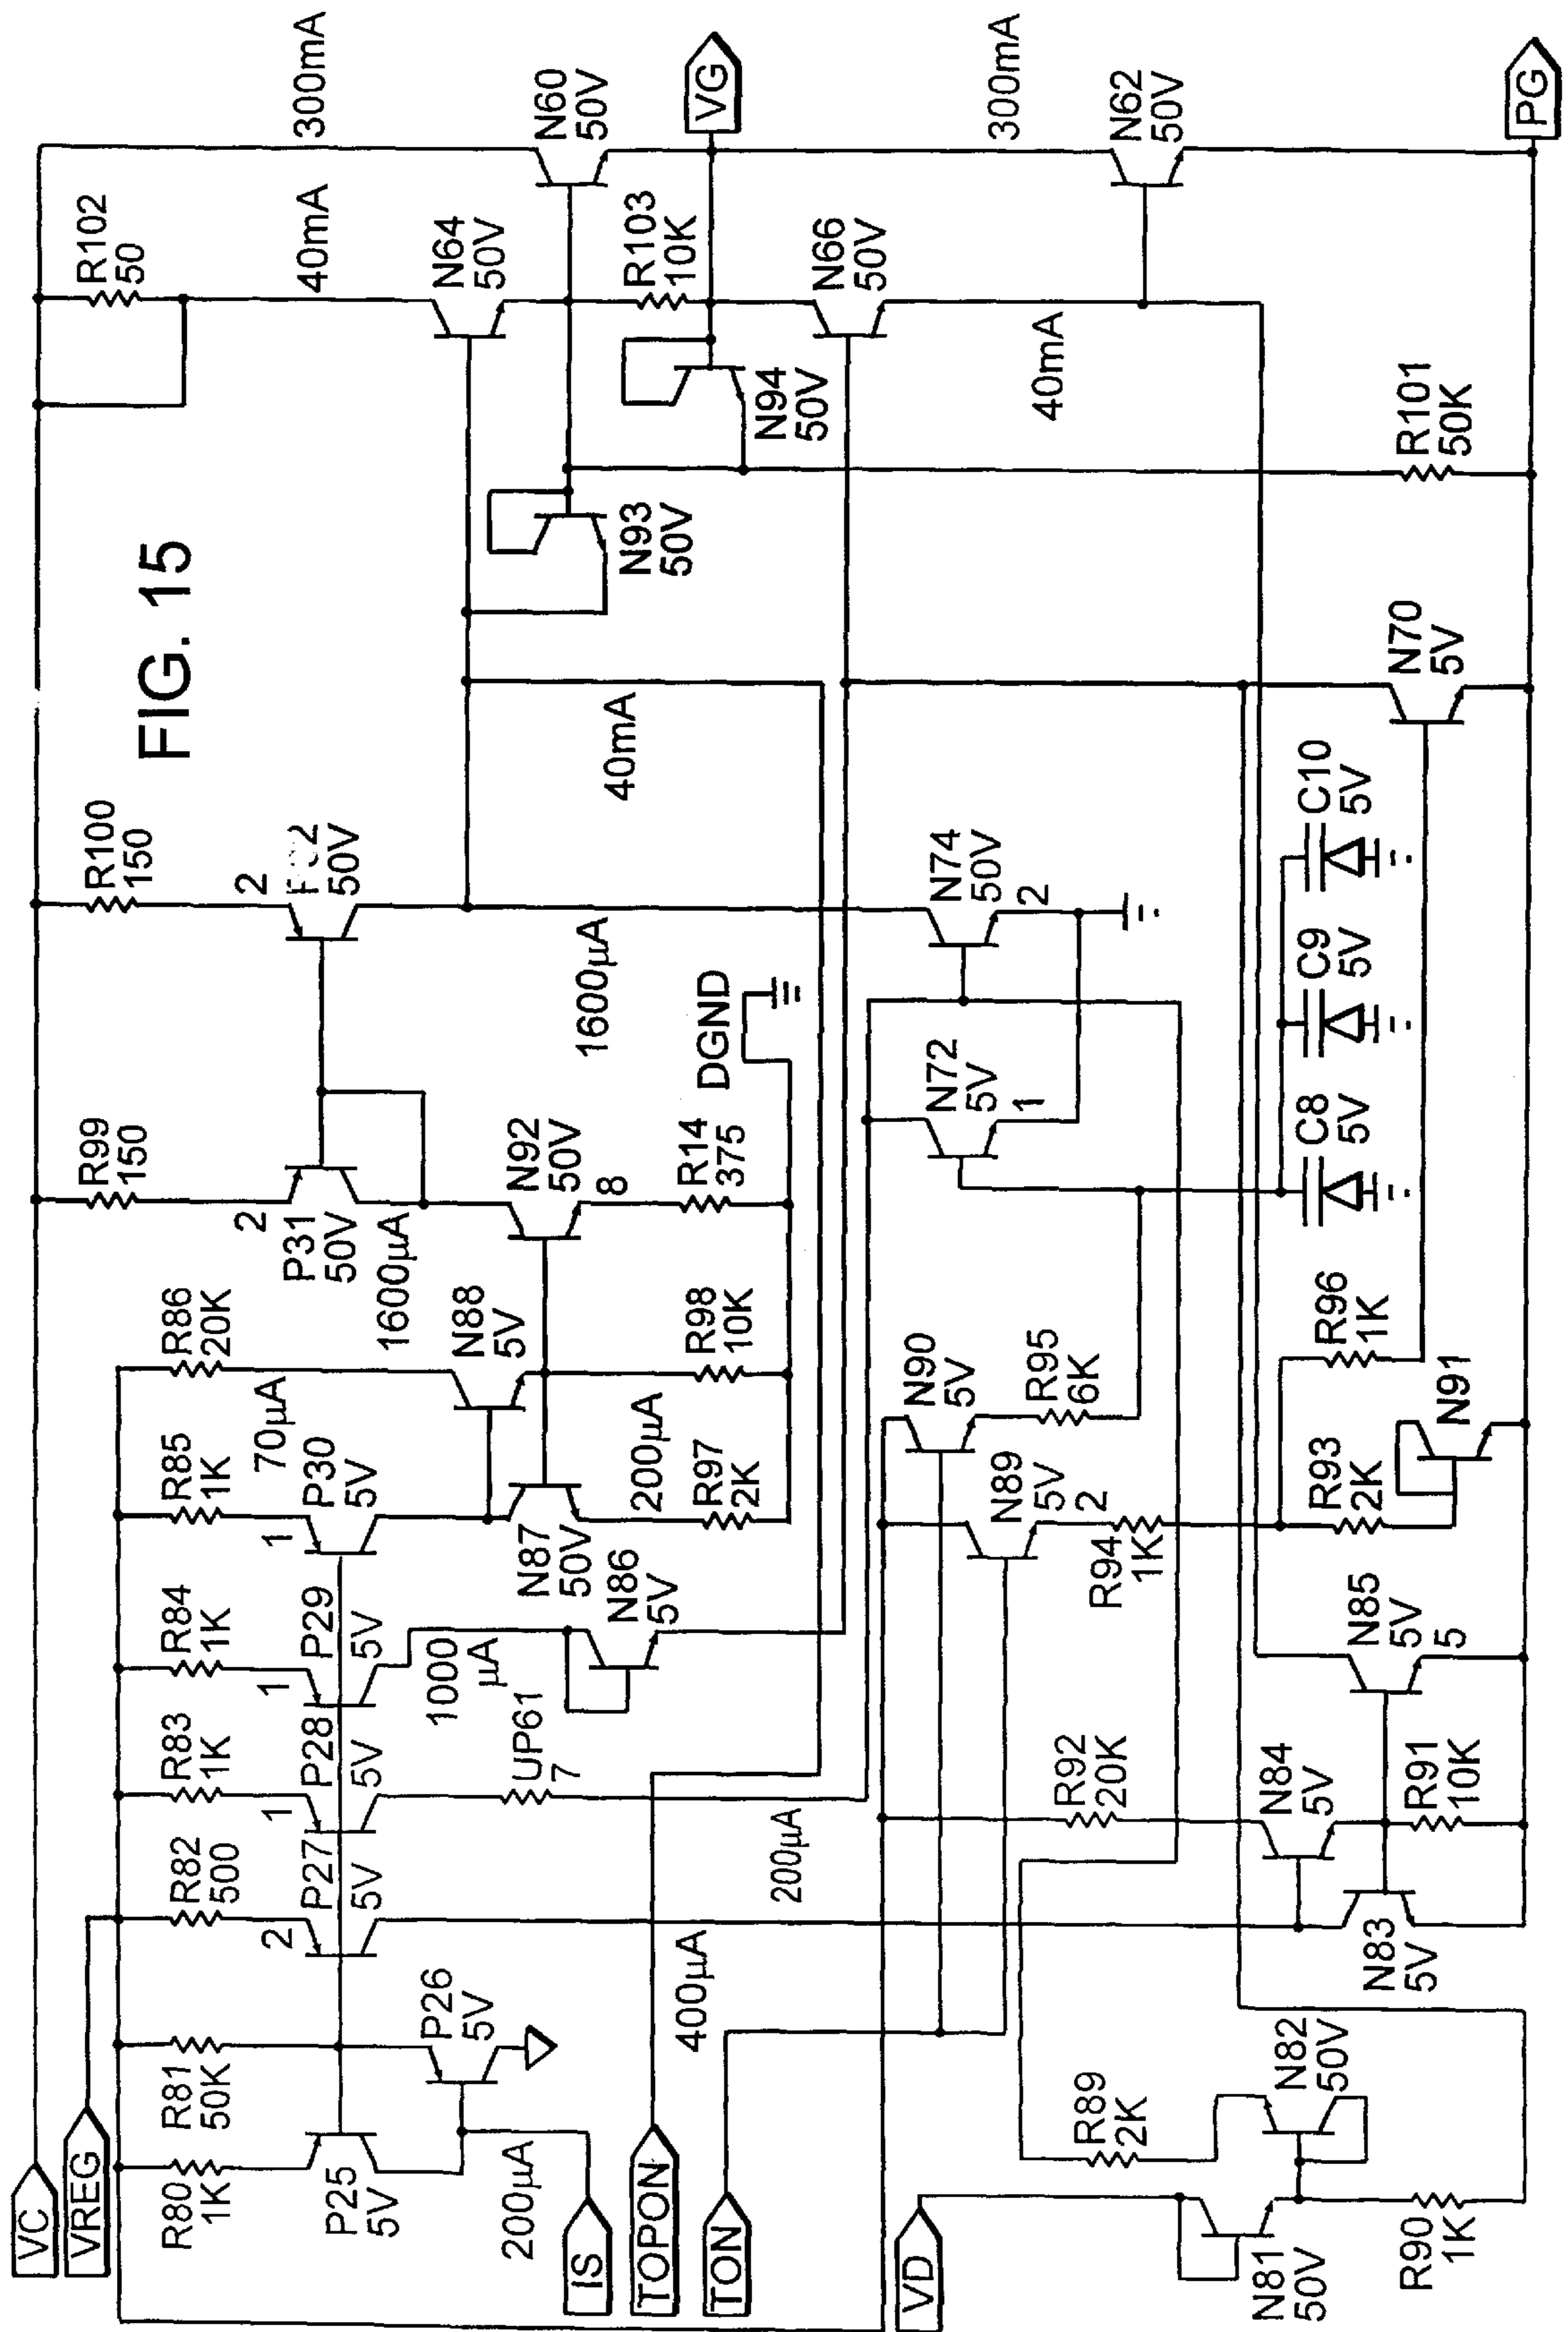 FIG. 15
VC
VREG
R80
1K
R81
50K
R82
500
R83
1K
R84
1K
R85
1K
R86
20K
R99
150
R100
150
R102
50
300mA
40mA
P25
5V
P26
5V
2
P27
5V
1
P28
5V
1
P29
5V
1
P30
5V
70µA
N88
5V
2
P31
50V
1600µA
2
50V
N64
50V
N60
50V
200µA
IS
TOPON
UP61
7
1000
µA
N86
5V
N87
50V
200µA
R97
2K
R98
10K
N92
50V
8
R14
375
DGND
1600µA
40mA
N93
50V
N94
50V
R103
10K
VG
400µA
200µA
TON
VD
N90
5V
N89
5V
2
R95
6K
R94
1K
N72
5V
1
N74
50V
2
N66
50V
40mA
300mA
N62
50V
R89
2K
N82
50V
N81
50V
R90
1K
R92
20K
N84
5V
N83
5V
R91
10K
N85
5V
5
R93
2K
N91
R96
1K
C8
5V
C9
5V
C10
5V
N70
5V
R101
50K
PG